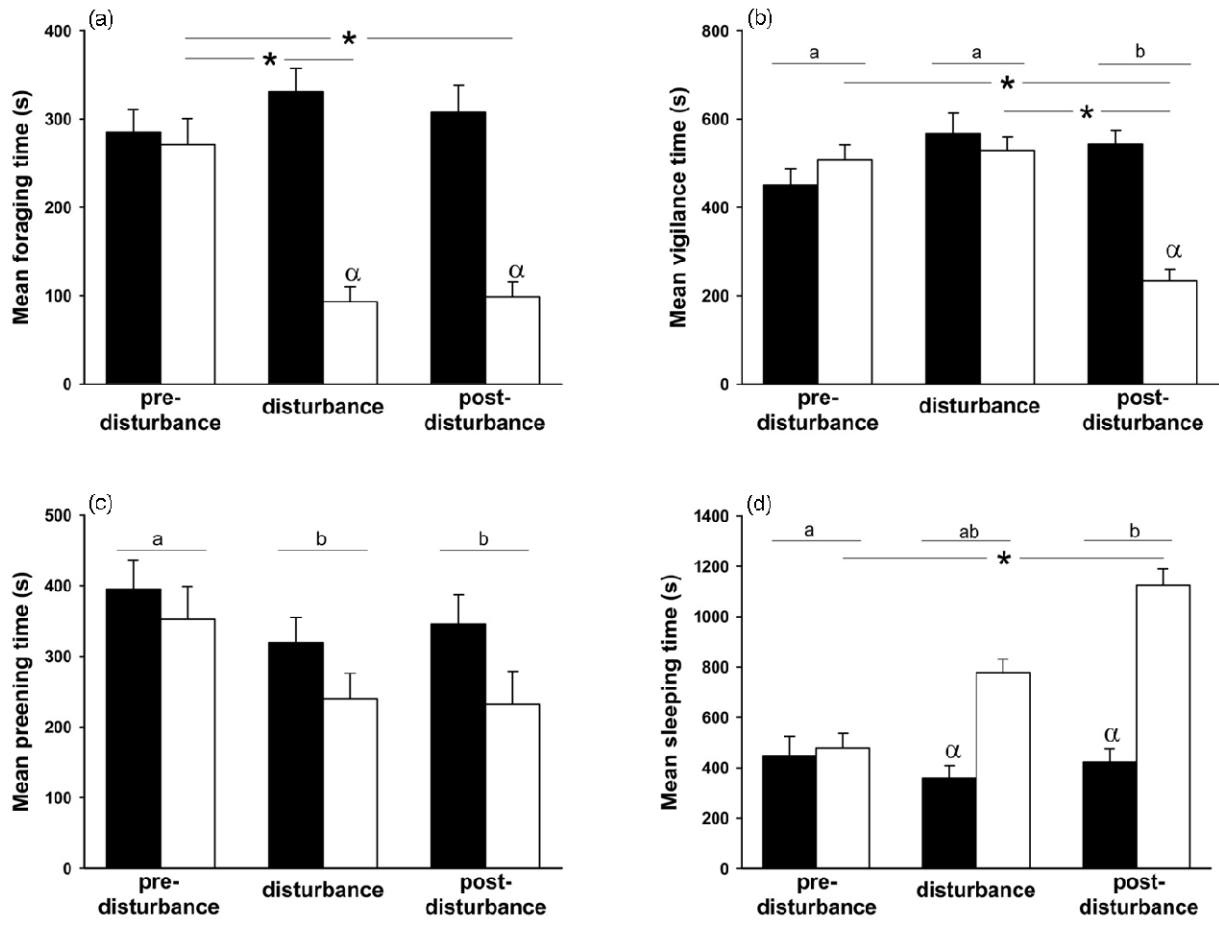 (a)
Mean foraging time (s)
400
300
200
100
0
*
*
α
α
pre-
disturbance
disturbance
post-
disturbance
(b)
Mean vigilance time (s)
800
600
400
200
0
a
a
b
*
*
α
pre-
disturbance
disturbance
post-
disturbance
(c)
Mean preening time (s)
500
400
300
200
100
0
a
b
b
pre-
disturbance
disturbance
post-
disturbance
(d)
Mean sleeping time (s)
1400
1200
1000
800
600
400
200
0
a
ab
b
*
α
α
pre-
disturbance
disturbance
post-
disturbance